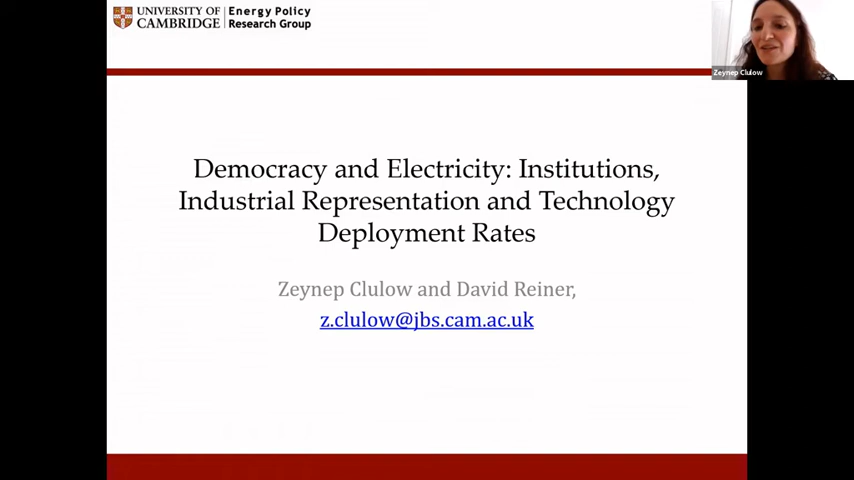 UNIVERSITY OF
CAMBRIDGE
Energy Policy
Research Group
Zeynep Clulow
Democracy and Electricity: Institutions,
Industrial Representation and Technology
Deployment Rates
Zeynep Clulow and David Reiner,
z.clulow@jbs.cam.ac.uk